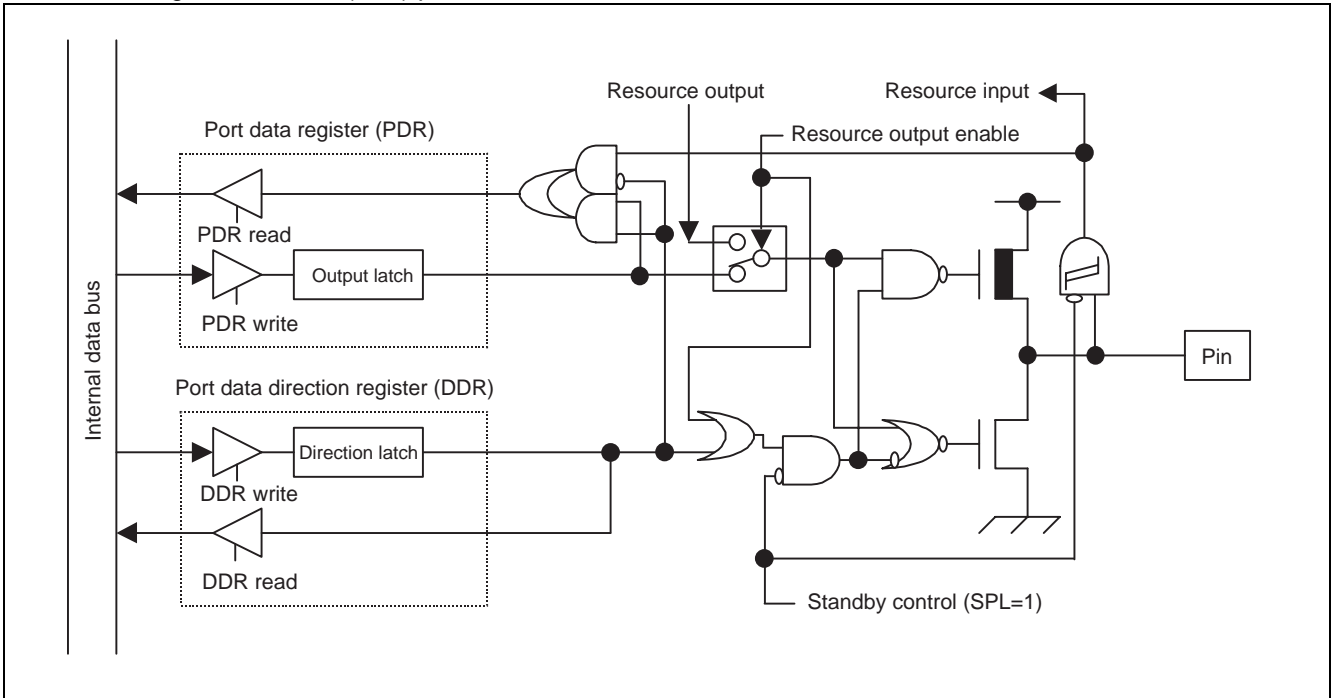 Resource output
Resource input
Port data register (PDR)
Resource output enable
PDR read
Output latch
PDR write
Internal data bus
Pin
Port data direction register (DDR)
Direction latch
DDR write
DDR read
Standby control (SPL=1)